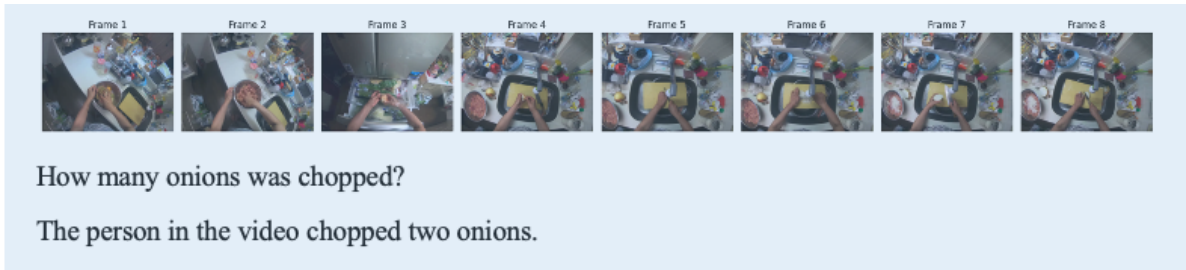 Frame 1 Frame 2 Frame 3 Frame 4 Frame 5 Frame 6 Frame 7 Frame 8
How many onions was chopped?
The person in the video chopped two onions.